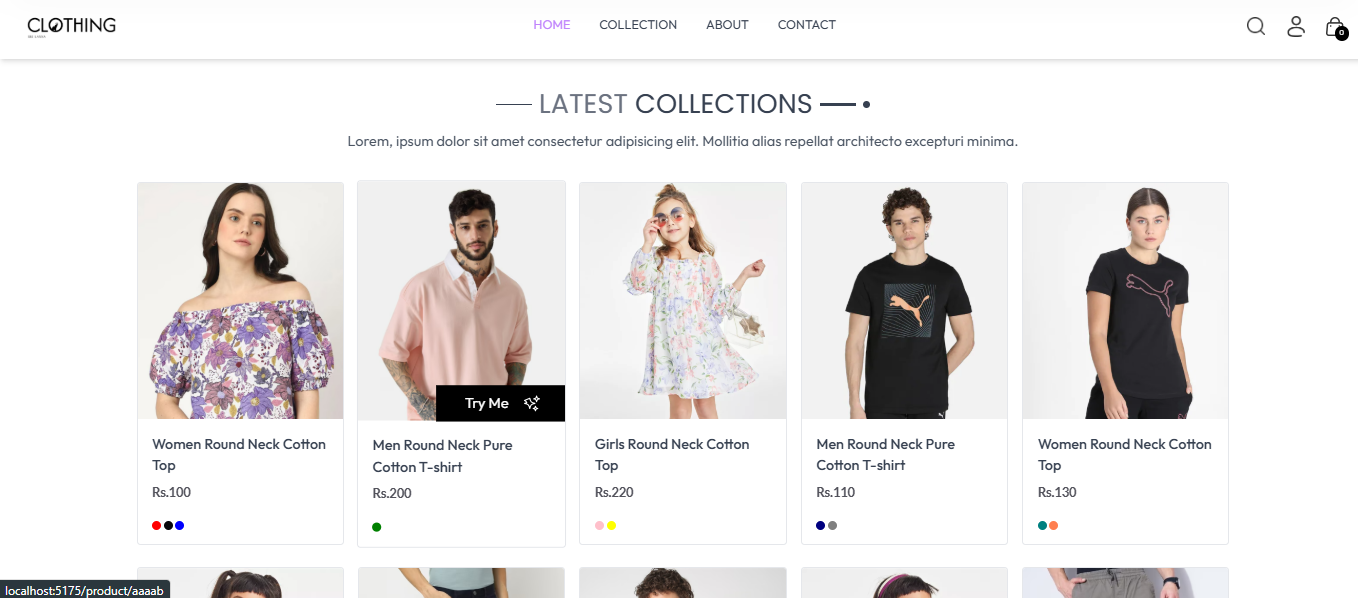 CLOTHING
HOME COLLECTION ABOUT CONTACT
0
LATEST COLLECTIONS
Lorem, ipsum dolor sit amet consectetur adipisicing elit. Mollitia alias repellat architecto excepturi minima.
Try Me
Women Round Neck Cotton
Top
Rs.100
Men Round Neck Pure
Cotton T-shirt
Rs.200
Girls Round Neck Cotton
Top
Rs.220
Men Round Neck Pure
Cotton T-shirt
Rs.110
Women Round Neck Cotton
Top
Rs.130
localhost:5175/product/aaaab